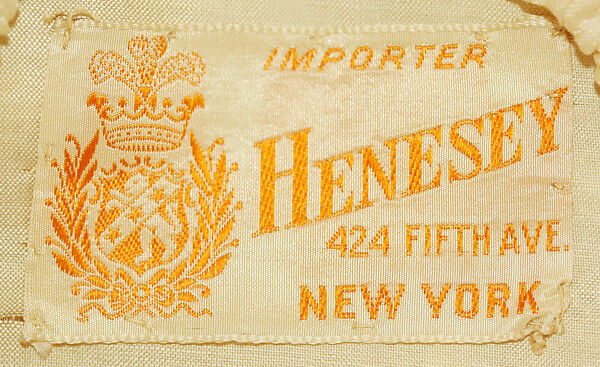 IMPORTER
HENESEY
424 FIFTH AVE.
NEW YORK